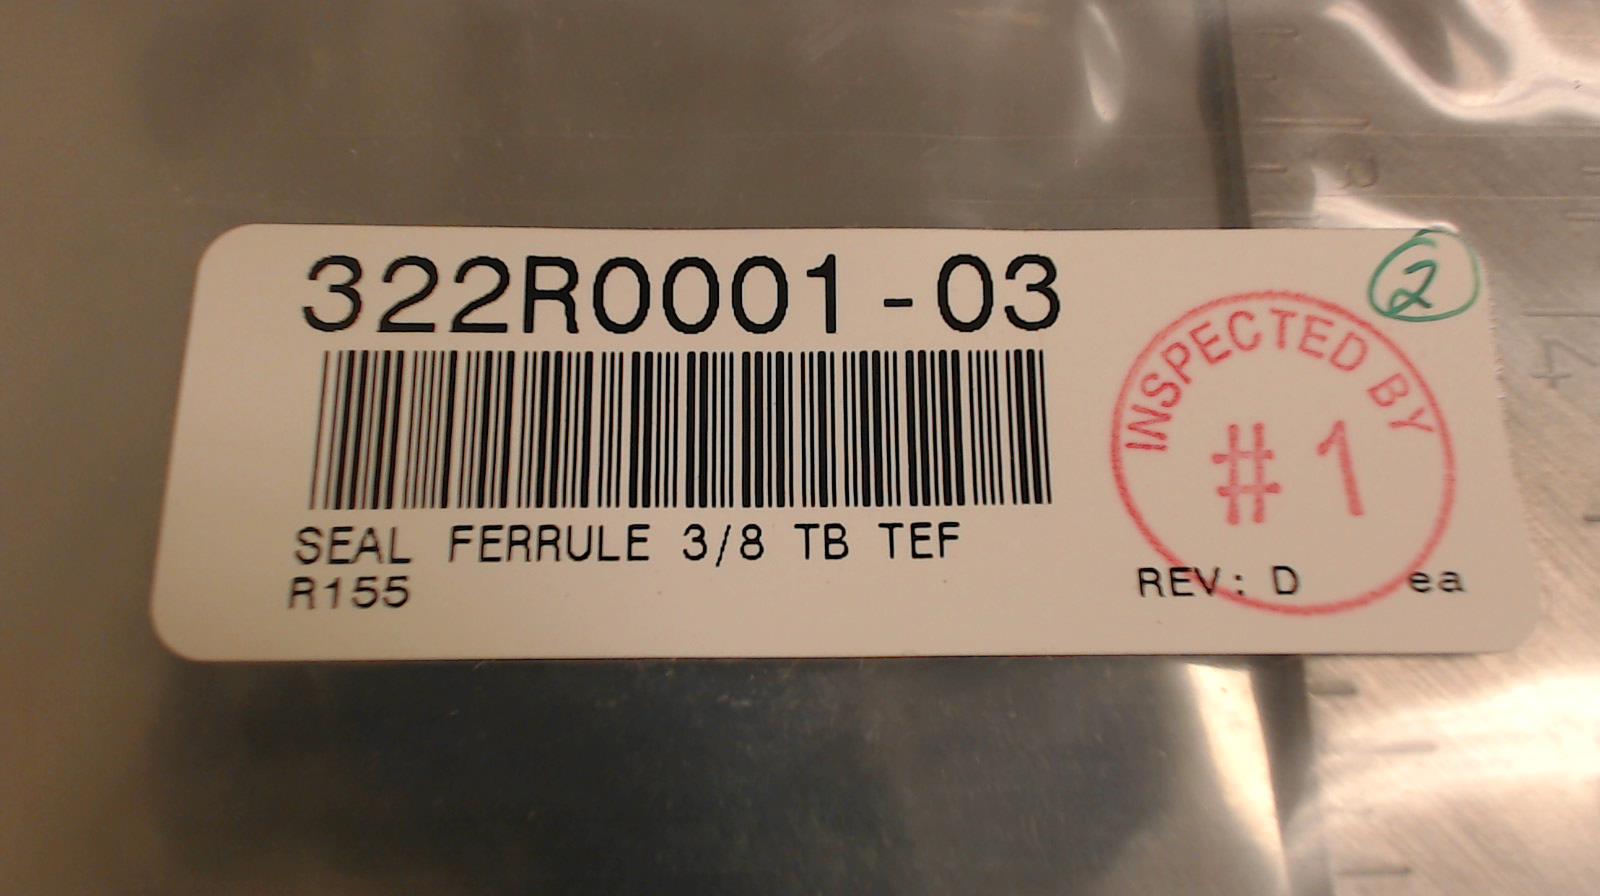 322R0001-03
2
INSPECTED BY
#1
SEAL FERRULE 3/8 TB TEF
R155
REV: D ea